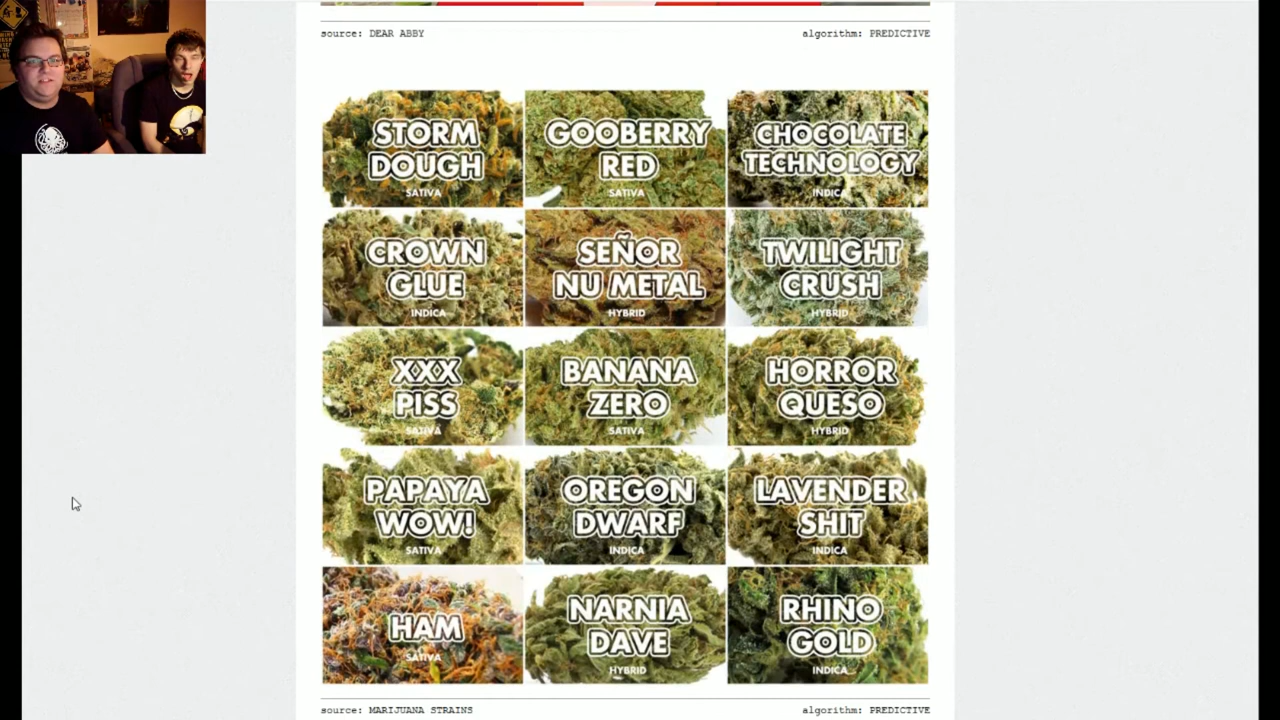 source: DEAR ABBY
algorithm: PREDICTIVE
STORM
DOUGH
SATIVA
GOOBERRY
RED
SATIVA
CHOCOLATE
TECHNOLOGY
INDICA
CROWN
GLUE
INDICA
SEÑOR
NU METAL
HYBRID
TWILIGHT
CRUSH
HYBRID
XXX
PISS
SATIVA
BANANA
ZERO
SATIVA
HORROR
QUESO
HYBRID
PAPAYA
WOW!
SATIVA
OREGON
DWARF
INDICA
LAVENDER
SHIT
INDICA
HAM
SATIVA
NARNIA
DAVE
HYBRID
RHINO
GOLD
INDICA
source: MARIJUANA STRAINS
algorithm: PREDICTIVE